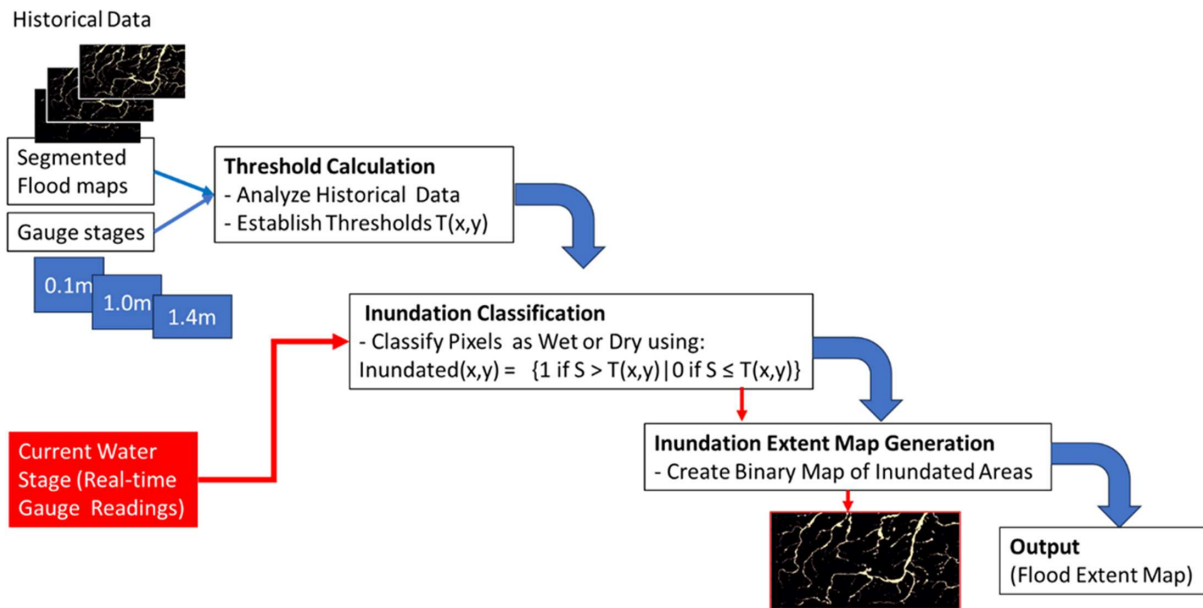 Historical Data
Segmented
Flood maps
Gauge stages
0.1m
1.0m
1.4m
Threshold Calculation
- Analyze Historical Data
- Establish Thresholds T(x,y)
Inundation Classification
- Classify Pixels as Wet or Dry using:
Inundated(x,y) = {1 if S > T(x,y)|0 if S ≤ T(x,y)}
Current Water
Stage (Real-time
Gauge Readings)
Inundation Extent Map Generation
- Create Binary Map of Inundated Areas
Output
(Flood Extent Map)